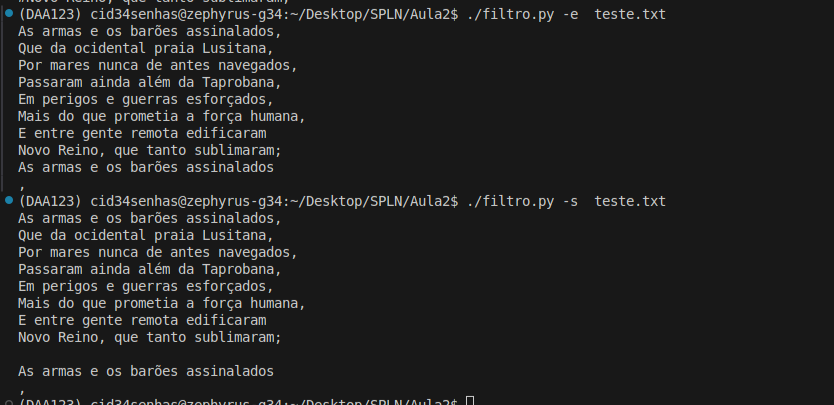 #Novo Reino, que tanto sublimaram,
(DAA123) cid34senhas@zephyrus-g34:~/Desktop/SPLN/Aula2$ ./filtro.py -e  teste.txt
As armas e os barões assinalados,
Que da ocidental praia Lusitana,
Por mares nunca de antes navegados,
Passaram ainda além da Taprobana,
Em perigos e guerras esforçados,
Mais do que prometia a força humana,
E entre gente remota edificaram
Novo Reino, que tanto sublimaram;
As armas e os barões assinalados
,
(DAA123) cid34senhas@zephyrus-g34:~/Desktop/SPLN/Aula2$ ./filtro.py -s  teste.txt
As armas e os barões assinalados,
Que da ocidental praia Lusitana,
Por mares nunca de antes navegados,
Passaram ainda além da Taprobana,
Em perigos e guerras esforçados,
Mais do que prometia a força humana,
E entre gente remota edificaram
Novo Reino, que tanto sublimaram;

As armas e os barões assinalados
,
(DAA123) cid34senhas@zephyrus-g34:~/Desktop/SPLN/Aula2$